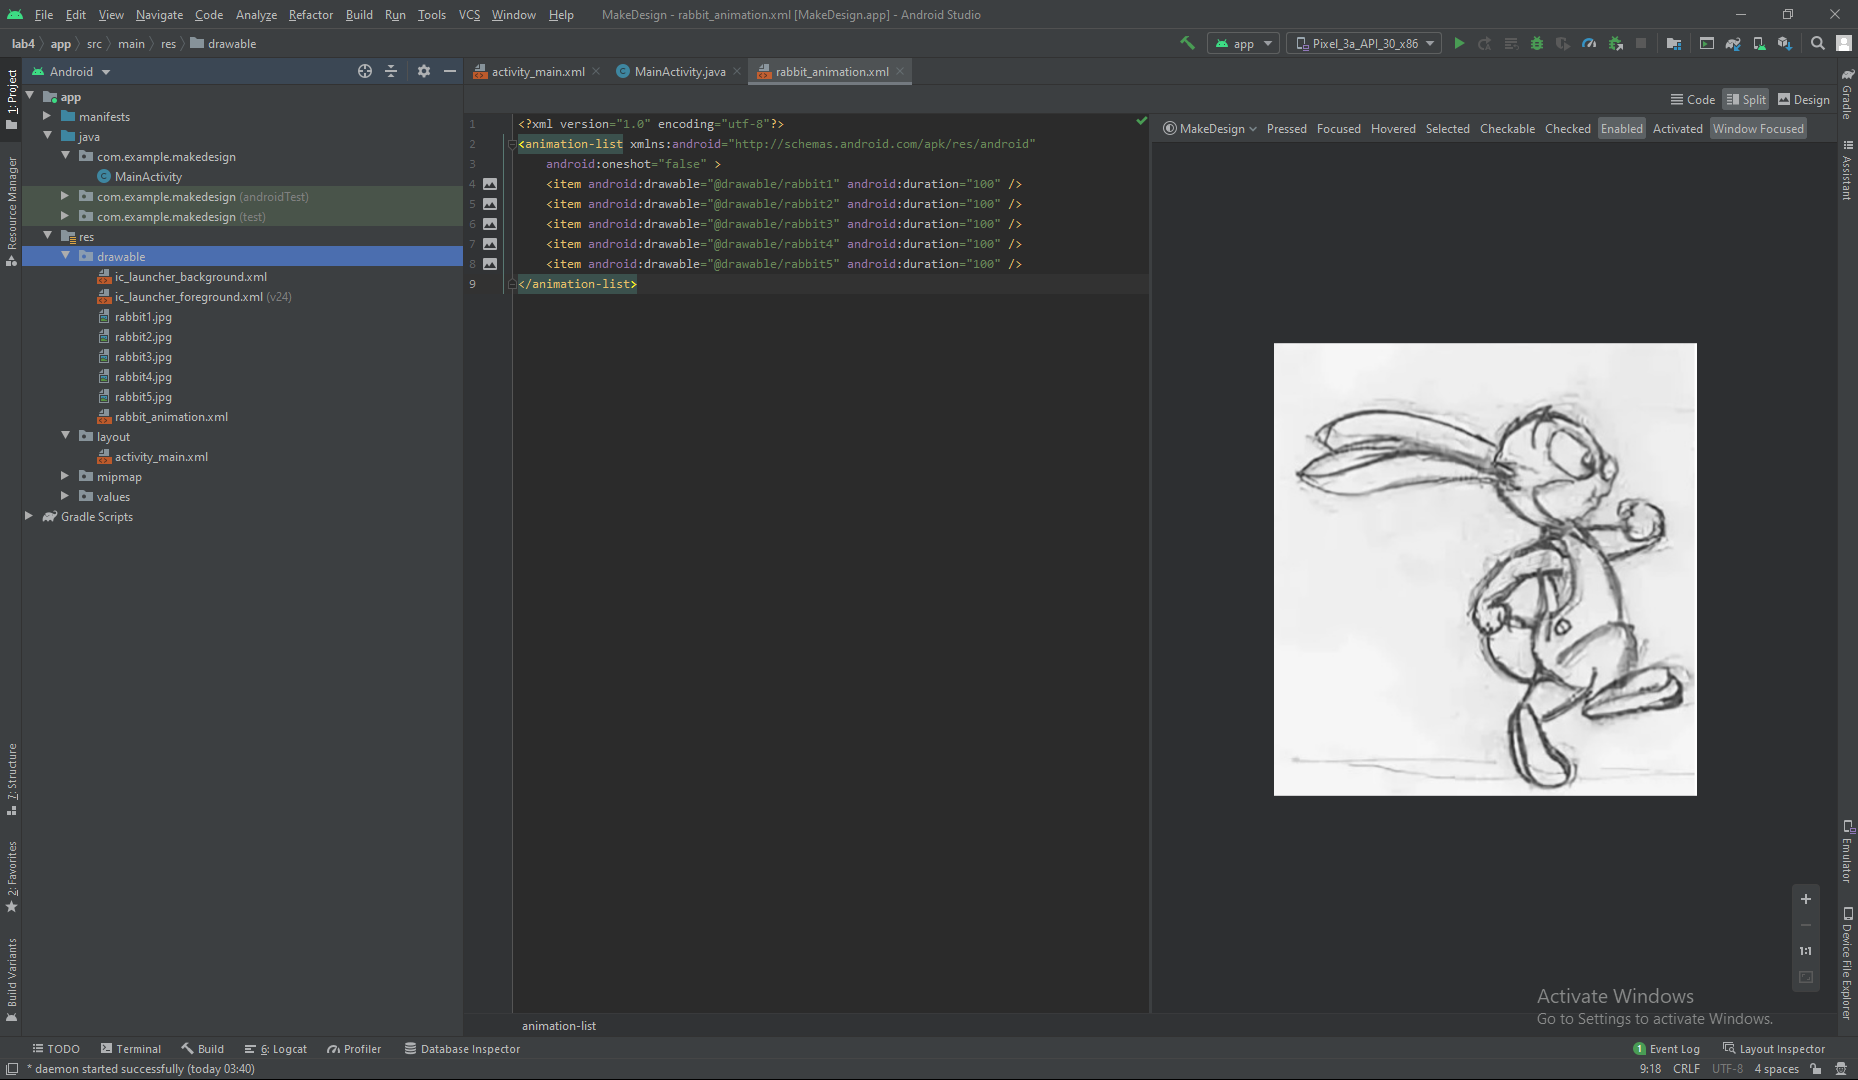 File Edit View Navigate Code Analyze Refactor Build Run Tools VCS Window Help MakeDesign - rabbit_animation.xml [MakeDesign.app] - Android Studio
lab4 app src main res drawable app Pixel_3a_API_30_x86
Android activity_main.xml MainActivity.java rabbit_animation.xml
Code Split Design
MakeDesign Pressed Focused Hovered Selected Checkable Checked Enabled Activated Window Focused
1: Project
Resource Manager
7: Structure
2: Favorites
Build Variants
app
manifests
java
com.example.makedesign
MainActivity
com.example.makedesign (androidTest)
com.example.makedesign (test)
res
drawable
ic_launcher_background.xml
ic_launcher_foreground.xml (v24)
rabbit1.jpg
rabbit2.jpg
rabbit3.jpg
rabbit4.jpg
rabbit5.jpg
rabbit_animation.xml
layout
activity_main.xml
mipmap
values
Gradle Scripts
1 <?xml version="1.0" encoding="utf-8"?>
2 <animation-list xmlns:android="http://schemas.android.com/apk/res/android"
3 android:oneshot="false" >
4 <item android:drawable="@drawable/rabbit1" android:duration="100" />
5 <item android:drawable="@drawable/rabbit2" android:duration="100" />
6 <item android:drawable="@drawable/rabbit3" android:duration="100" />
7 <item android:drawable="@drawable/rabbit4" android:duration="100" />
8 <item android:drawable="@drawable/rabbit5" android:duration="100" />
9 </animation-list>
Gradle
Assistant
Emulator
Device File Explorer
1:1
Activate Windows
Go to Settings to activate Windows.
animation-list
TODO Terminal Build 6: Logcat Profiler Database Inspector 1 Event Log Layout Inspector
* daemon started successfully (today 03:40) 9:18 CRLF UTF-8 4 spaces